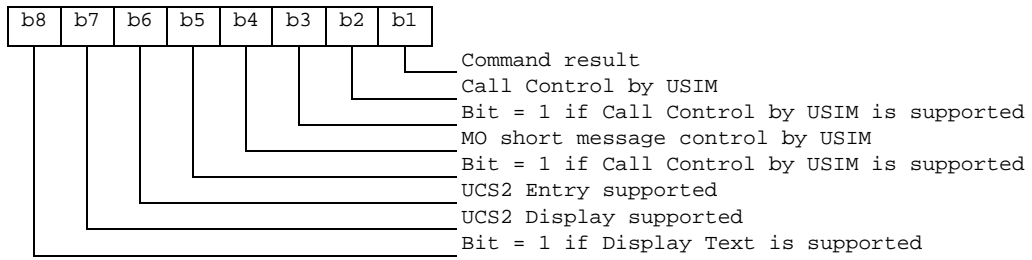 b8 b7 b6 b5 b4 b3 b2 b1
Command result
Call Control by USIM
Bit = 1 if Call Control by USIM is supported
MO short message control by USIM
Bit = 1 if Call Control by USIM is supported
UCS2 Entry supported
UCS2 Display supported
Bit = 1 if Display Text is supported